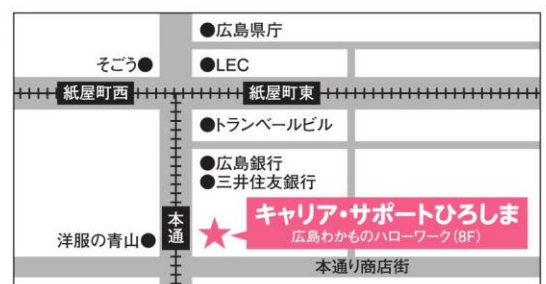 ●広島県庁
そごう●
●LEC
紙屋町西
紙屋町東
●トランベールビル
●広島銀行
●三井住友銀行
キャリア・サポートひろしま
広島わかものハローワーク(8F)
本通
洋服の青山●
本通り商店街